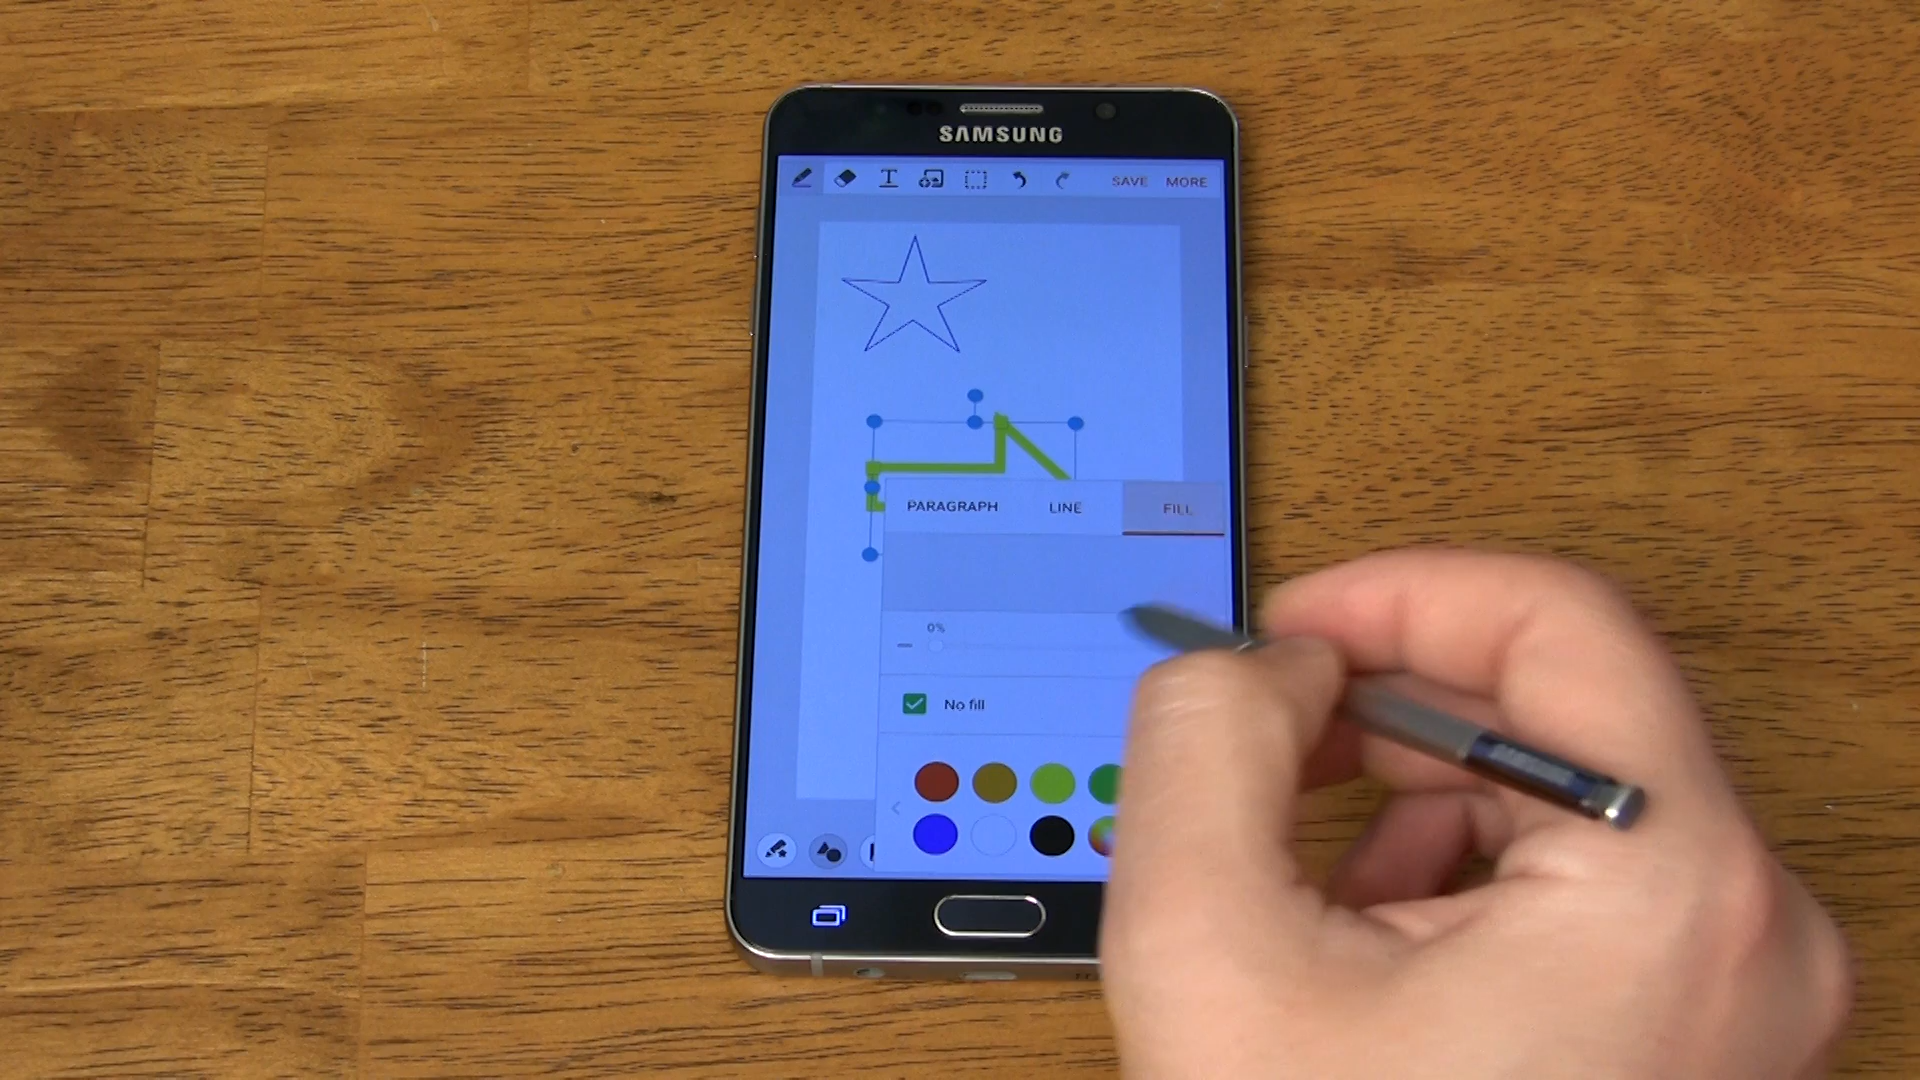 SAMSUNG
T SAVE MORE
PARAGRAPH LINE FILL
0%
No fill